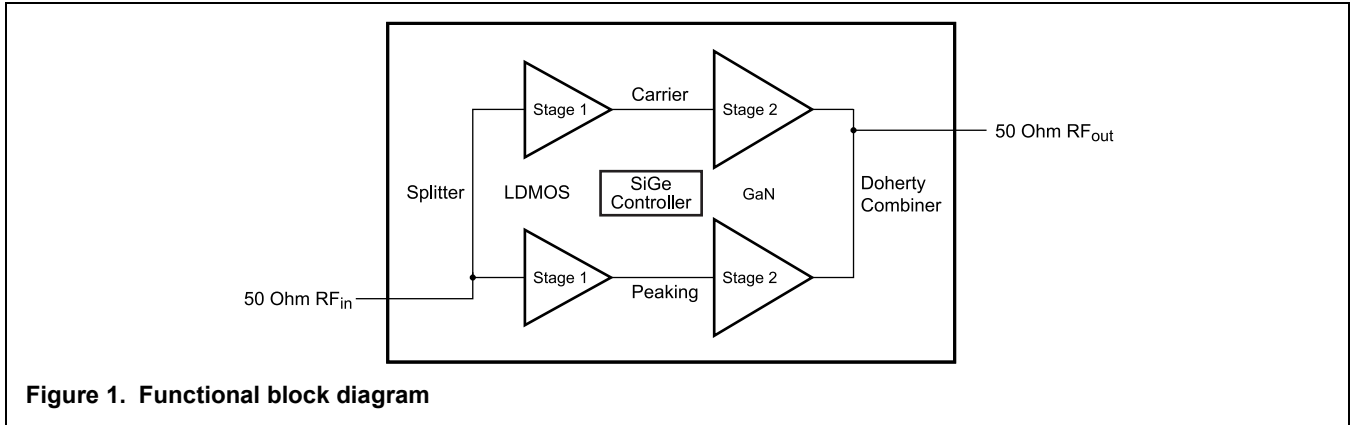 Carrier
Stage 1
Stage 2
50 Ohm RFout
Splitter
LDMOS
SiGe
Controller
GaN
Doherty
Combiner
Stage 1
Stage 2
Peaking
50 Ohm RFin
Figure 1. Functional block diagram